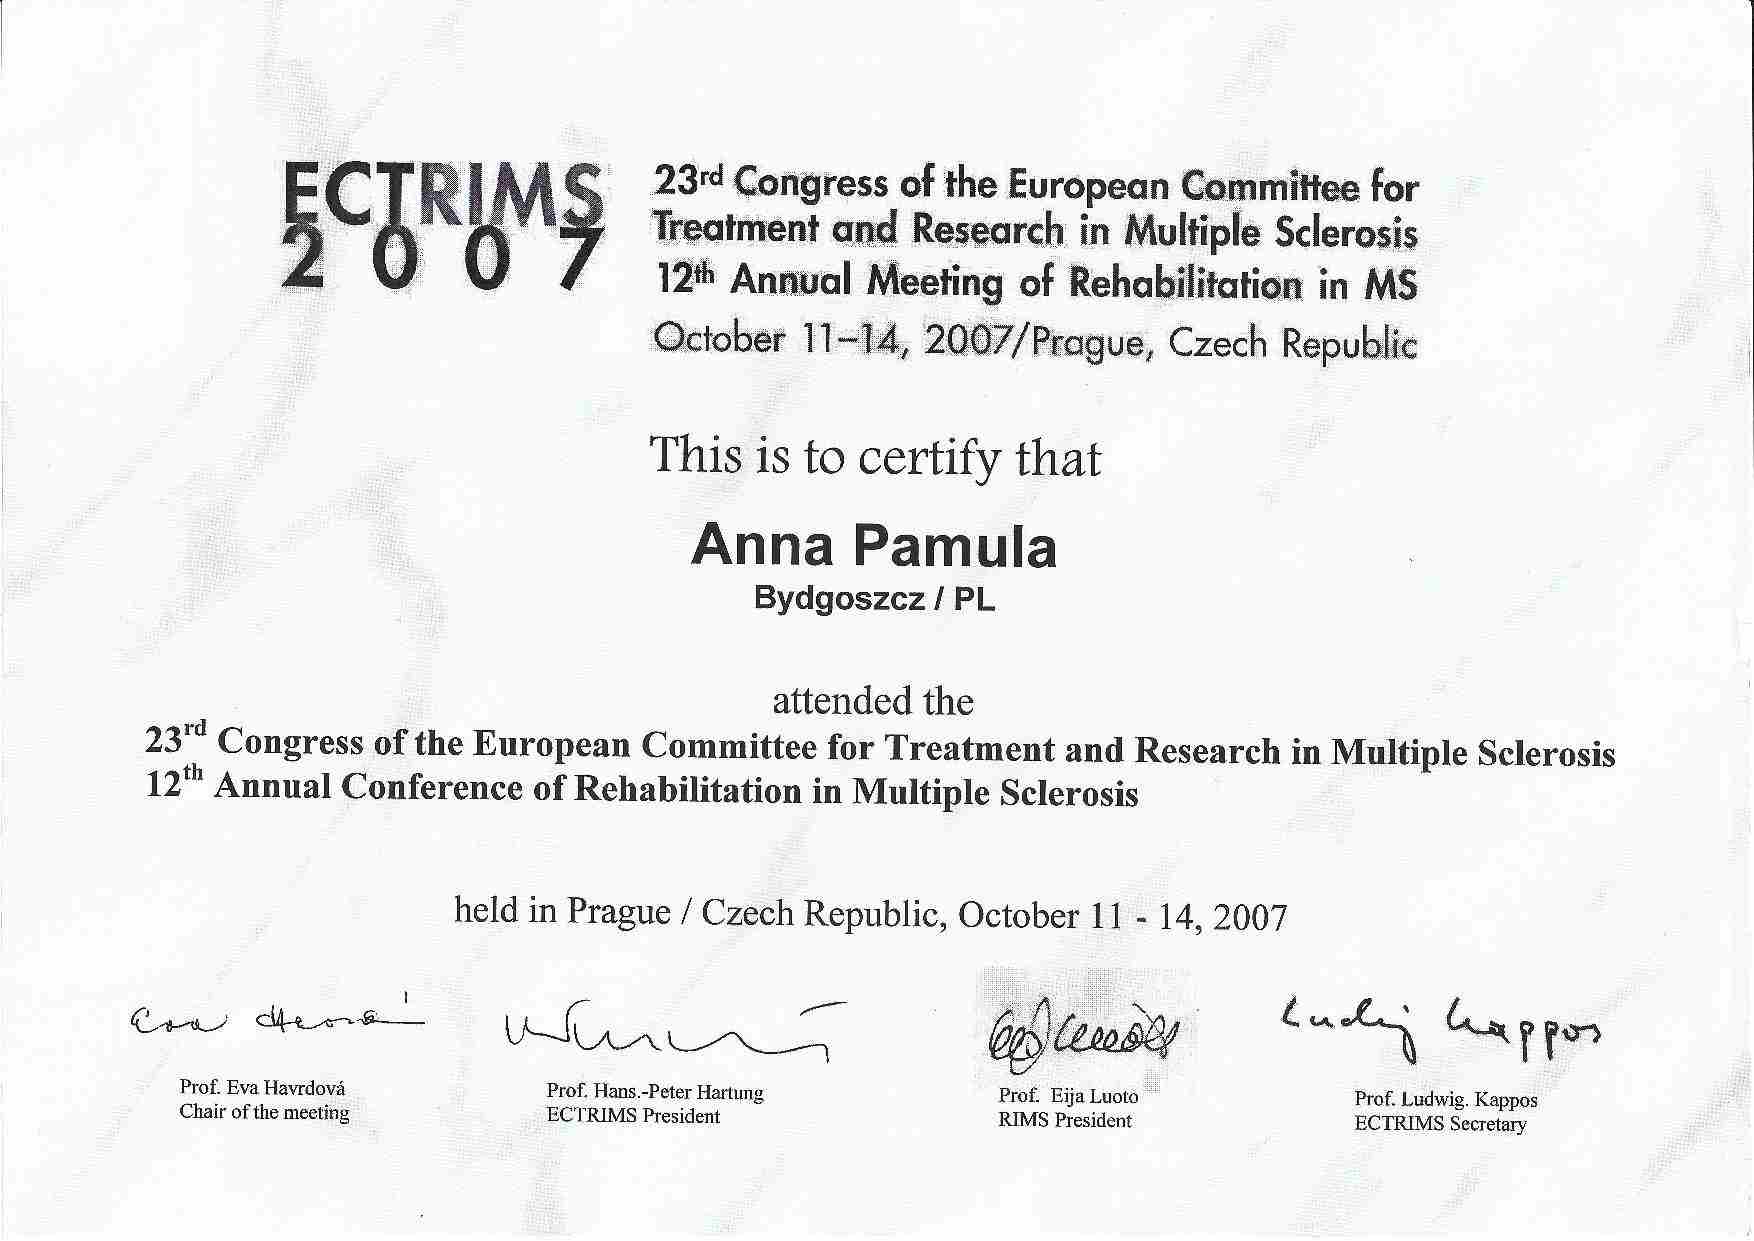 ECTRIMS
2007
23rd Congress of the European Committee for
Treatment and Research in Multiple Sclerosis
12th Annual Meeting of Rehabilitation in MS
October 11–14, 2007/Prague, Czech Republic
This is to certify that
Anna Pamula
Bydgoszcz / PL
attended the
23rd Congress of the European Committee for Treatment and Research in Multiple Sclerosis
12th Annual Conference of Rehabilitation in Multiple Sclerosis
held in Prague / Czech Republic, October 11 - 14, 2007
Ludwig Kappos
Prof. Eva Havrdová
Chair of the meeting
Prof. Hans.-Peter Hartung
ECTRIMS President
Prof. Eija Luoto
RIMS President
Prof. Ludwig. Kappos
ECTRIMS Secretary